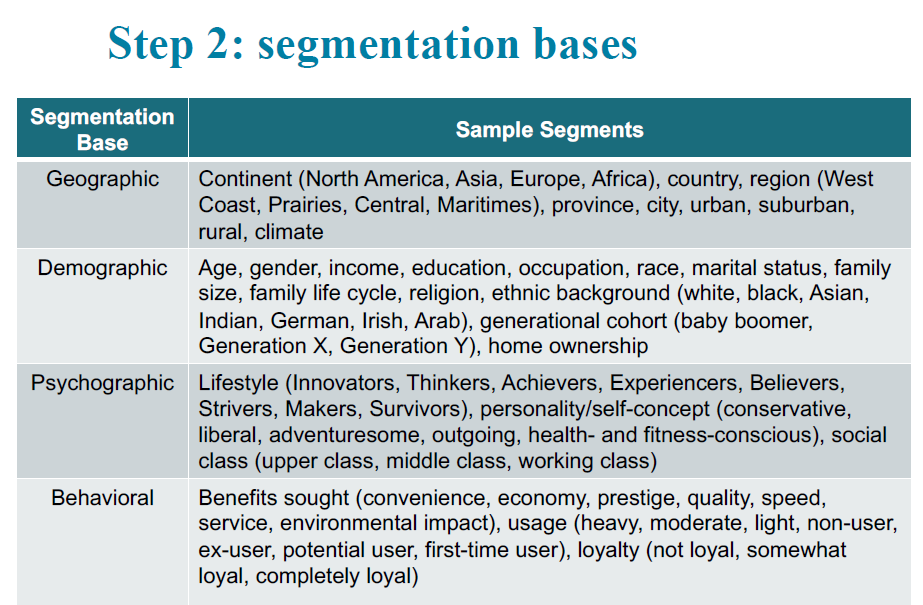 Step 2: segmentation bases
Segmentation
Base
Sample Segments
Geographic
Continent (North America, Asia, Europe, Africa), country, region (West
Coast, Prairies, Central, Maritimes), province, city, urban, suburban,
rural, climate
Demographic
Age, gender, income, education, occupation, race, marital status, family
size, family life cycle, religion, ethnic background (white, black, Asian,
Indian, German, Irish, Arab), generational cohort (baby boomer,
Generation X, Generation Y), home ownership
Psychographic
Lifestyle (Innovators, Thinkers, Achievers, Experiencers, Believers,
Strivers, Makers, Survivors), personality/self-concept (conservative,
liberal, adventuresome, outgoing, health- and fitness-conscious), social
class (upper class, middle class, working class)
Behavioral
Benefits sought (convenience, economy, prestige, quality, speed,
service, environmental impact), usage (heavy, moderate, light, non-user,
ex-user, potential user, first-time user), loyalty (not loyal, somewhat
loyal, completely loyal)